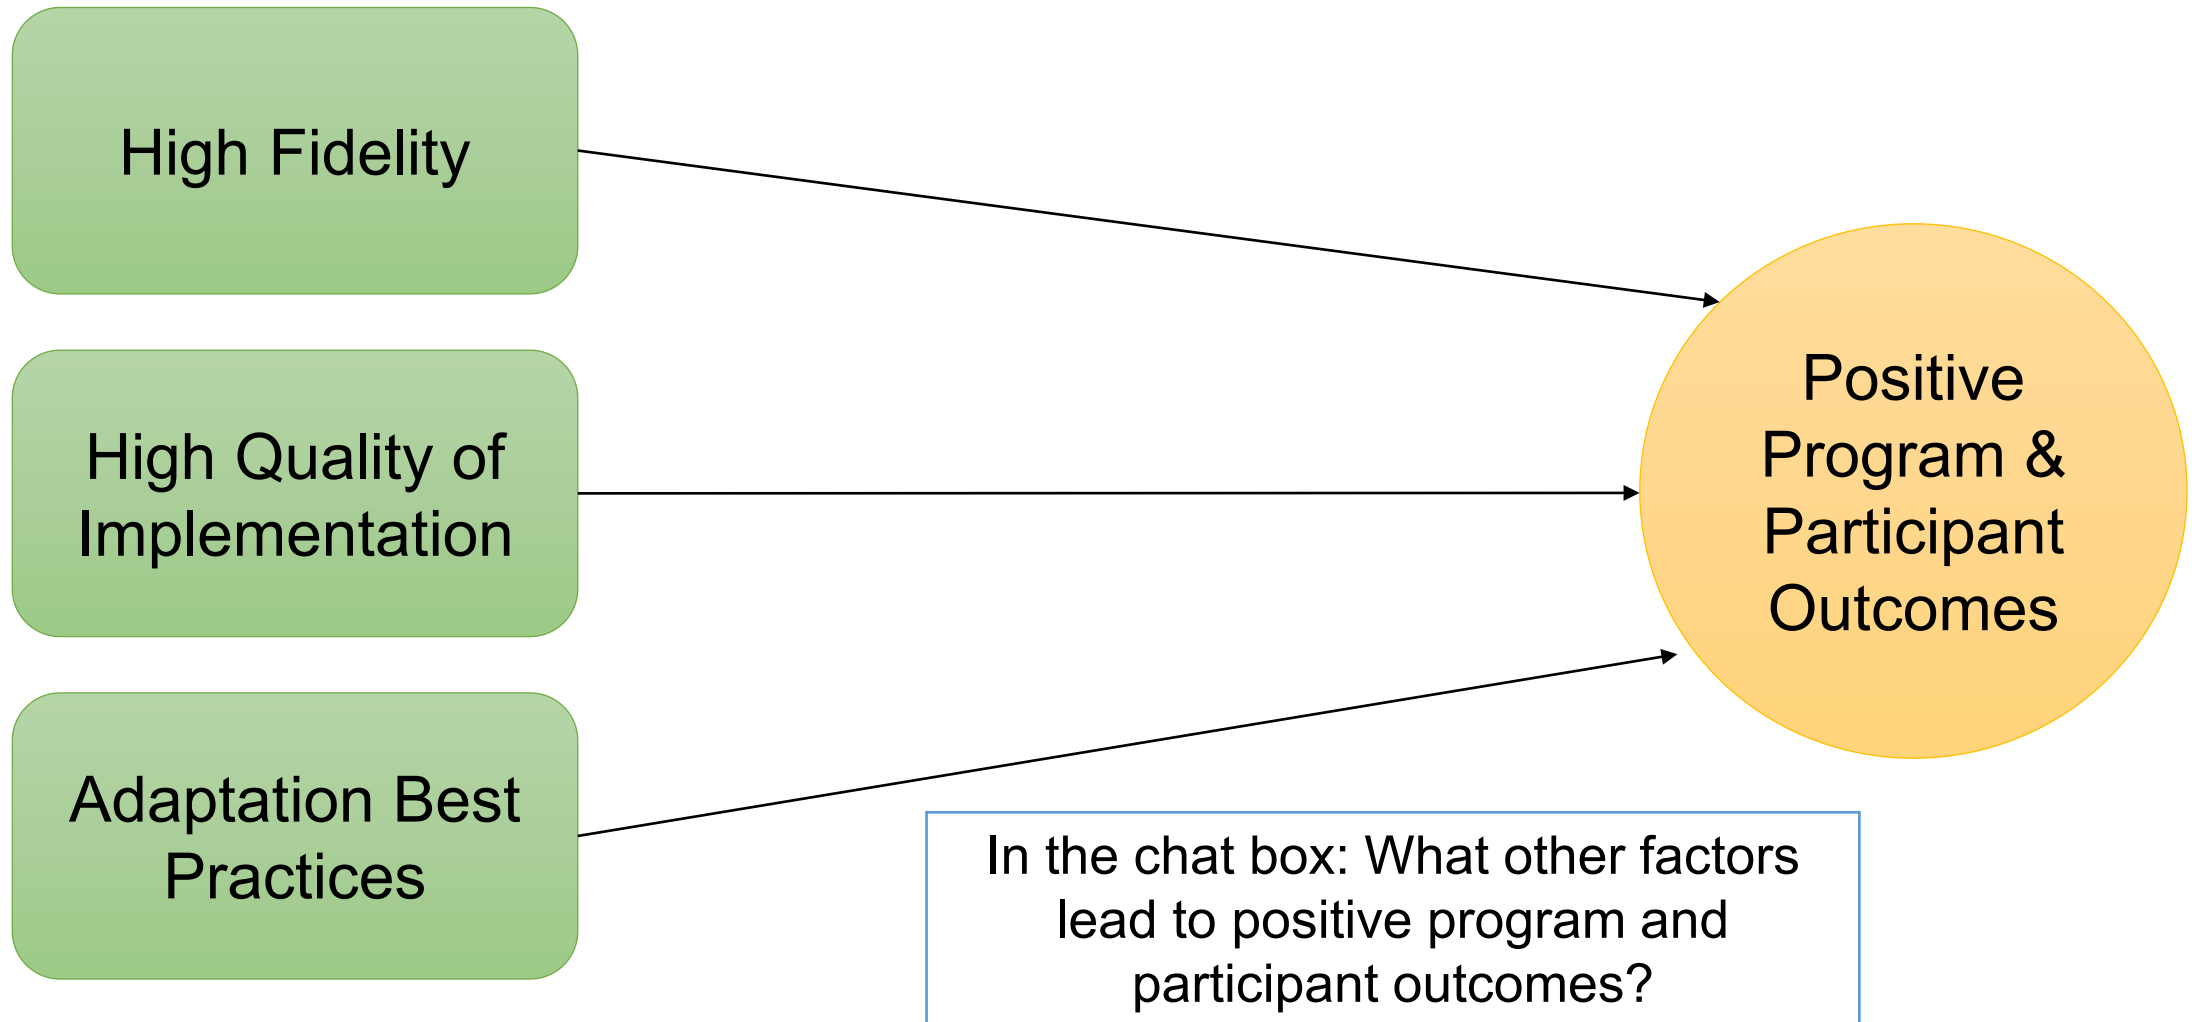 High Fidelity
High Quality of
Implementation
Adaptation Best
Practices
Positive
Program &
Participant
Outcomes
In the chat box: What other factors
lead to positive program and
participant outcomes?